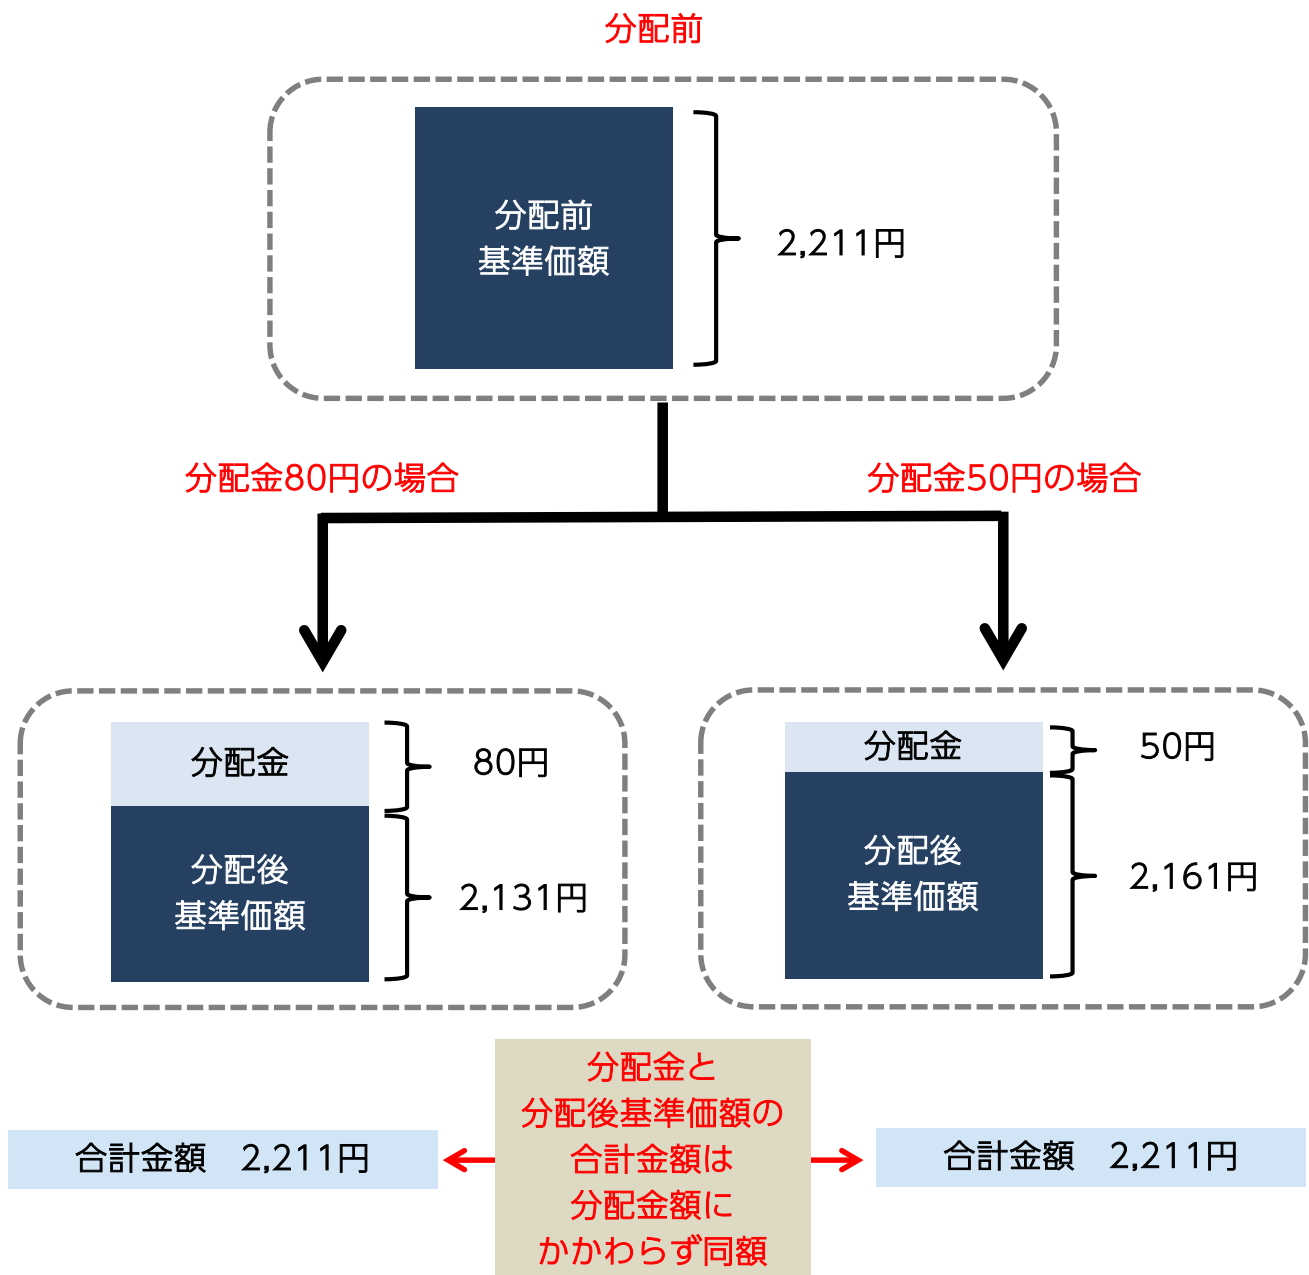 分配前
分配前
基準価額
2,211円
分配金80円の場合
分配金50円の場合
分配金
80円
分配後
基準価額
2,131円
分配金
50円
分配後
基準価額
2,161円
分配金と
分配後基準価額の
合計金額は
分配金額に
かかわらず同額
合計金額　2,211円
合計金額　2,211円